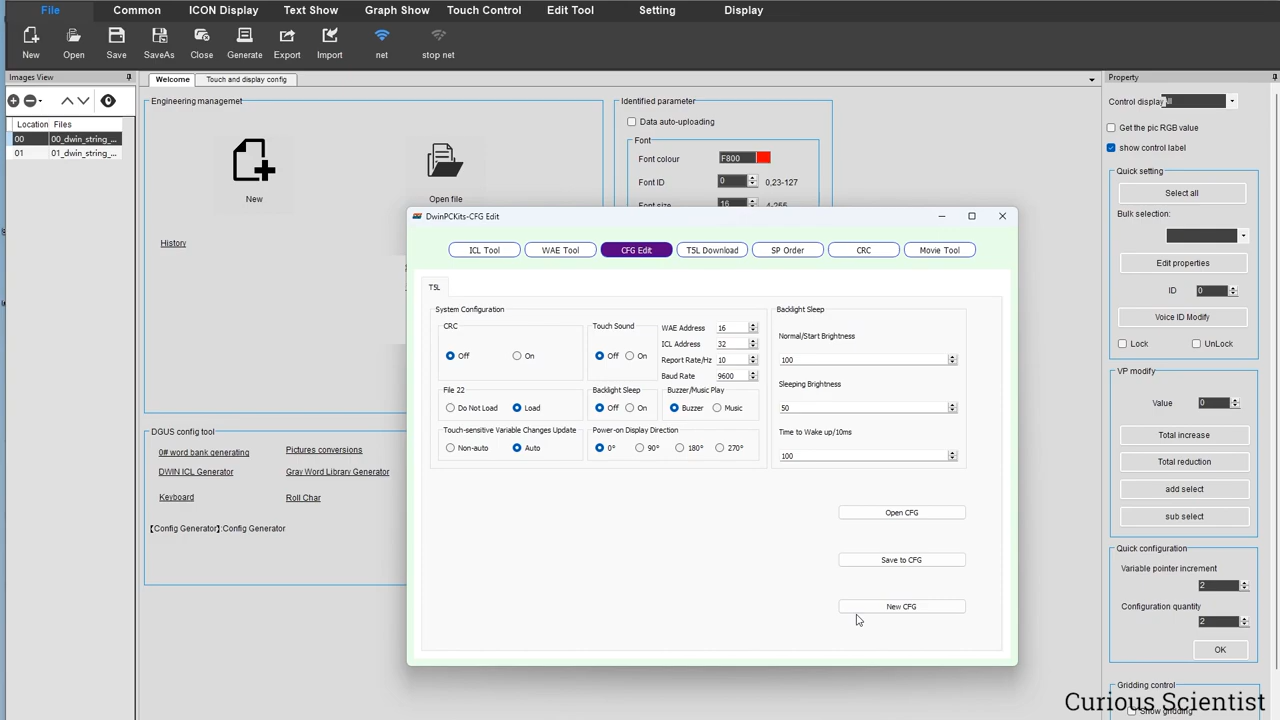 File Common ICON Display Text Show Graph Show Touch Control Edit Tool Setting Display
New Open Save SaveAs Close Generate Export Import net stop net
Images View
Location Files
00 00_dwin_string_...
01 01_dwin_string_...
Welcome Touch and display config
Engineering managemet
New
Open file
History
Identified parameter
Data auto-uploading
Font
Font colour F800
Font ID 0 0,23-127
Font size 16 4-255
DGUS config tool
0# word bank generating Pictures conversions
DWIN ICL Generator Gray Word Library Generator
Keyboard Roll Char
【Config Generator】:Config Generator
DwinPCKits-CFG Edit
ICL Tool WAE Tool CFG Edit T5L Download SP Order CRC Movie Tool
T5L
System Configuration
CRC
Off On
Touch Sound
Off On
WAE Address 16
ICL Address 32
Report Rate/Hz 10
Baud Rate 9600
File 22
Do Not Load Load
Backlight Sleep
Off On
Buzzer/Music Play
Buzzer Music
Touch-sensitive Variable Changes Update
Non-auto Auto
Power-on Display Direction
0° 90° 180° 270°
Backlight Sleep
Normal/Start Brightness
100
Sleeping Brightness
50
Time to Wake up/10ms
100
Open CFG
Save to CFG
New CFG
Property
Control display All
Get the pic RGB value
show control label
Quick setting
Select all
Bulk selection:
Edit properties
ID 0
Voice ID Modify
Lock UnLock
VP modify
Value 0
Total increase
Total reduction
add select
sub select
Quick configuration
Variable pointer increment
2
Configuration quantity
2
OK
Gridding control
Show gridding
Curious Scientist